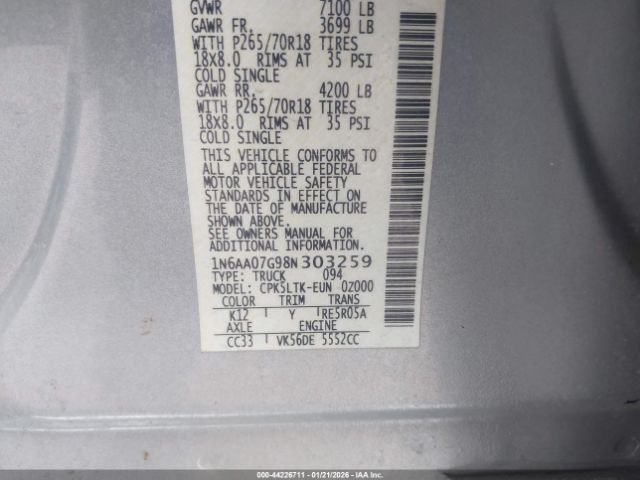 GVWR 7100 LB
GAWR FR. 3699 LB
WITH P265/70R18 TIRES
18X8.0 RIMS AT 35 PSI
COLD SINGLE
GAWR RR. 4200 LB
WITH P265/70R18 TIRES
18X8.0 RIMS AT 35 PSI
COLD SINGLE
THIS VEHICLE CONFORMS TO
ALL APPLICABLE FEDERAL
MOTOR VEHICLE SAFETY
STANDARDS IN EFFECT ON
THE DATE OF MANUFACTURE
SHOWN ABOVE.
SEE OWNERS MANUAL FOR
ADDITIONAL INFORMATION
1N6AA07G98N303259
TYPE: TRUCK 094
MODEL: CPK5LTK-EUN 0Z000
COLOR TRIM TRANS
K12 Y RE5R05A
AXLE ENGINE
CC33 VK56DE 5552CC
000-44226711 | 01/21/2026 | IAA Inc.